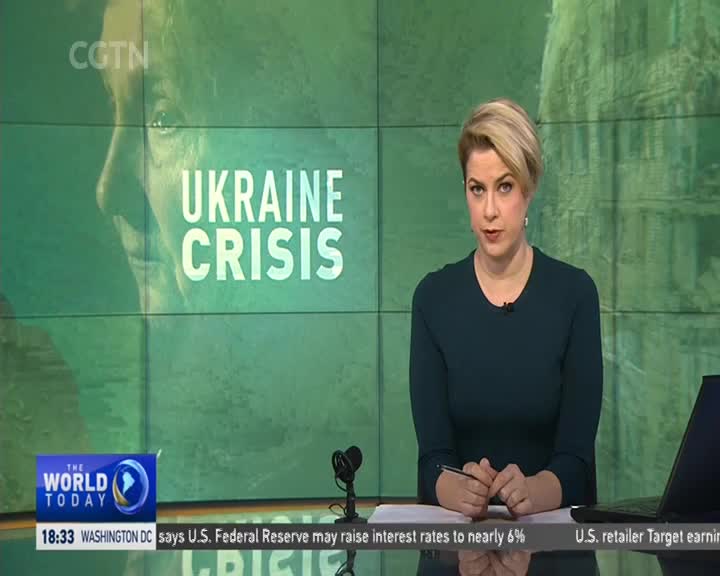 CGTN
UKRAINE
CRISIS
THE
WORLD
TODAY
18:33 WASHINGTON DC says U.S. Federal Reserve may raise interest rates to nearly 6% U.S. retailer Target earnin